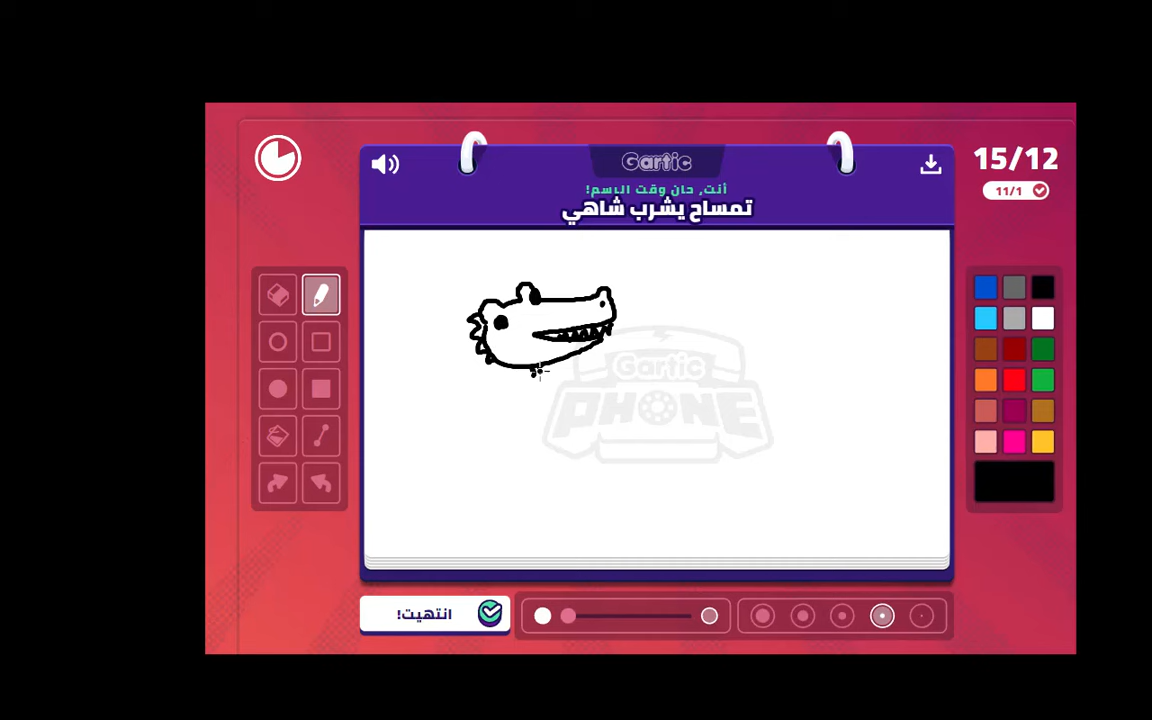 Gartic
15/12
أنت, حان وقت الرسم!
11/1
تمساح يشرب شاهي
Gartic
PHONE
انتهيت!